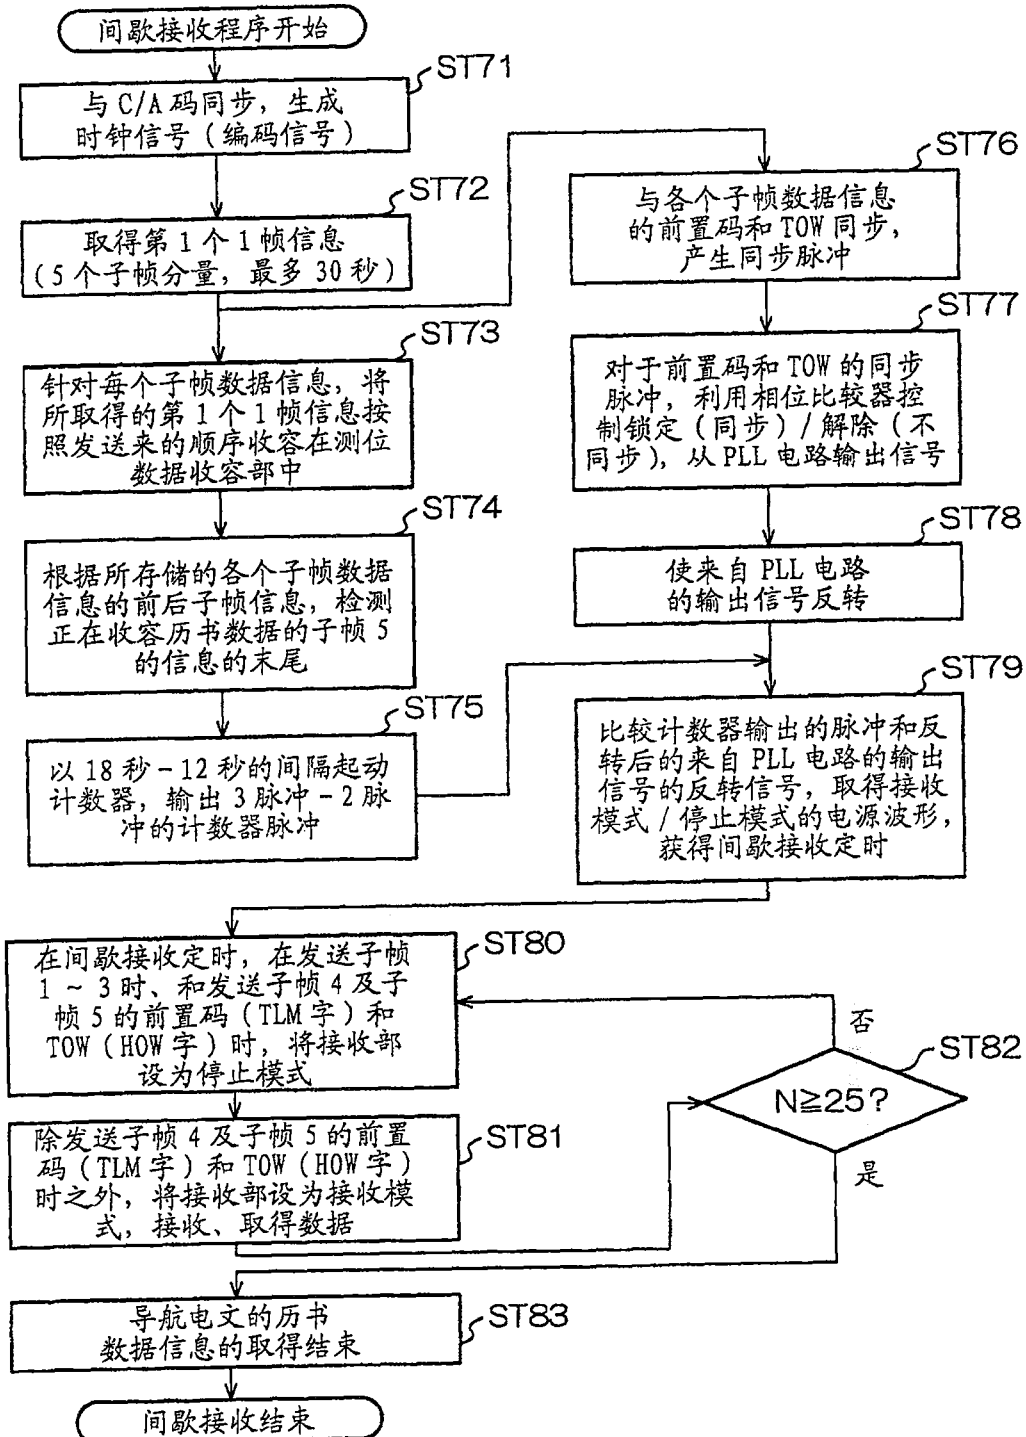 间歇接收程序开始
ST71
与 C/A 码同步，生成
时钟信号（编码信号）
ST72
取得第 1 个 1 帧信息
（5 个子帧分量，最多 30 秒）
ST73
针对每个子帧数据信息，将
所取得的第 1 个 1 帧信息按
照发送来的顺序收容在测位
数据收容部中
ST74
根据所存储的各个子帧数据
信息的前后子帧信息，检测
正在收容历书数据的子帧 5
的信息的末尾
ST75
以 18 秒－12 秒的间隔起动
计数器，输出 3 脉冲－2 脉
冲的计数器脉冲
ST76
与各个子帧数据信息
的前置码和 TOW 同步，
产生同步脉冲
ST77
对于前置码和 TOW 的同步
脉冲，利用相位比较器控
制锁定（同步）/ 解除（不
同步），从 PLL 电路输出信号
ST78
使来自 PLL 电路
的输出信号反转
ST79
比较计数器输出的脉冲和反
转后的来自 PLL 电路的输出
信号的反转信号，取得接收
模式 / 停止模式的电源波形，
获得间歇接收定时
ST80
在间歇接收定时，在发送子帧
1 ~ 3 时、和发送子帧 4 及子
帧 5 的前置码（TLM 字）和
TOW（HOW 字）时，将接收部
设为停止模式
ST81
除发送子帧 4 及子帧 5 的前置
码（TLM 字）和 TOW（HOW 字）
时之外，将接收部设为接收模
式，接收、取得数据
否
ST82
N≧25?
是
ST83
导航电文的历书
数据信息的取得结束
间歇接收结束